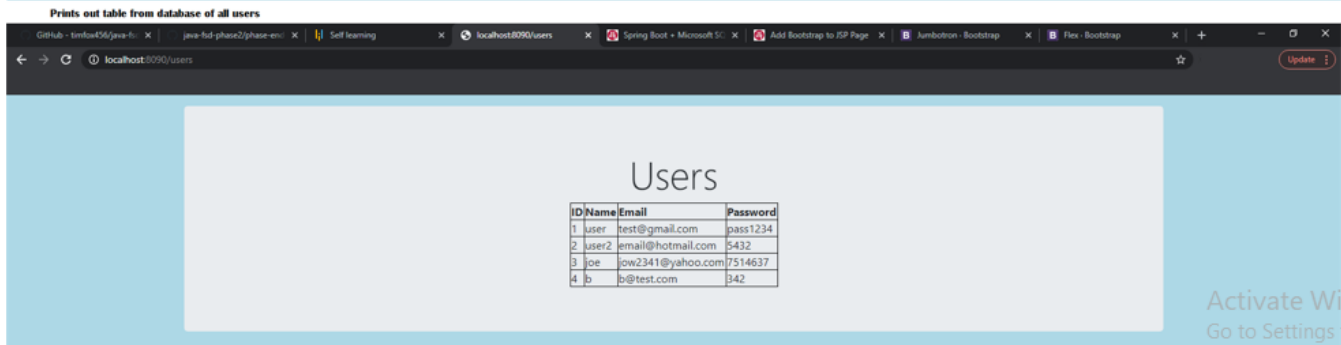 Prints out table from database of all users
GitHub - timfox456/java-fsc java-fsd-phase2/phase-end Self learning localhost:8090/users Spring Boot + Microsoft SC Add Bootstrap to JSP Page Jumbotron · Bootstrap Flex · Bootstrap
localhost:8090/users Update
Users
ID Name Email Password
1 user test@gmail.com pass1234
2 user2 email@hotmail.com 5432
3 joe jow2341@yahoo.com 7514637
4 b b@test.com 342
Activate Wi
Go to Settings